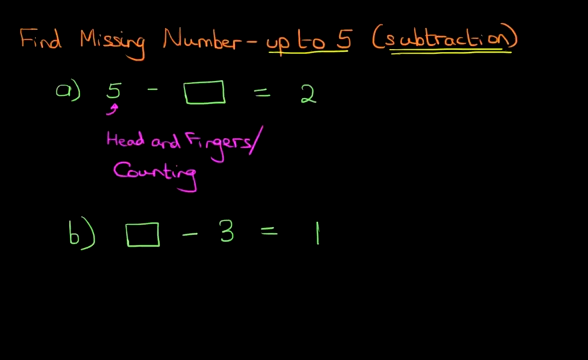 Find Missing Number - up to 5 (subtraction)
a) 5 - □ = 2
Head and Fingers/
Counting
b) □ - 3 = 1